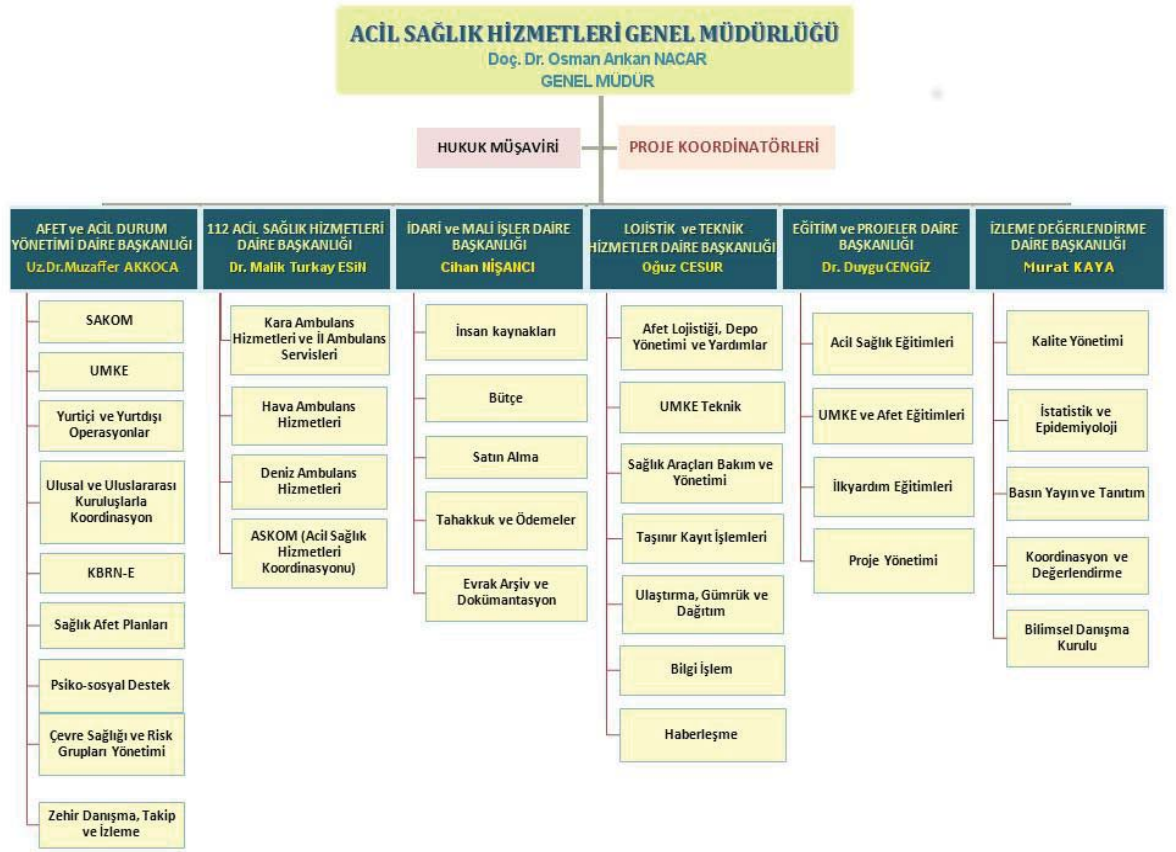 ACİL SAĞLIK HİZMETLERİ GENEL MÜDÜRLÜĞÜ
Doç. Dr. Osman Arıkan NACAR
GENEL MÜDÜR
HUKUK MÜŞAVİRİ
PROJE KOORDİNATÖRLERİ
AFET ve ACİL DURUM
YÖNETİMİ DAİRE BAŞKANLIĞI
Uz.Dr.Muzaffer AKKOCA
SAKOM
UMKE
Yurtiçi ve Yurtdışı
Operasyonlar
Ulusal ve Uluslararası
Kuruluşlarla
Koordinasyon
KBRN-E
Sağlık Afet Planları
Psiko-sosyal Destek
Çevre Sağlığı ve Risk
Grupları Yönetimi
Zehir Danışma, Takip
ve İzleme
112 ACİL SAĞLIK HİZMETLERİ
DAİRE BAŞKANLIĞI
Dr. Malik Turkay ESİN
Kara Ambulans
Hizmetleri ve İl Ambulans
Servisleri
Hava Ambulans
Hizmetleri
Deniz Ambulans
Hizmetleri
ASKOM (Acil Sağlık
Hizmetleri
Koordinasyonu)
İDARİ ve MALİ İŞLER DAİRE
BAŞKANLIĞI
Cihan NİŞANCI
İnsan kaynakları
Bütçe
Satın Alma
Tahakkuk ve Ödemeler
Evrak Arşiv ve
Dokümantasyon
LOJİSTİK ve TEKNİK
HİZMETLER DAİRE BAŞKANLIĞI
Oğuz CESUR
Afet Lojistiği, Depo
Yönetimi ve Yardımlar
UMKE Teknik
Sağlık Araçları Bakım ve
Yönetimi
Taşınır Kayıt İşlemleri
Ulaştırma, Gümrük ve
Dağıtım
Bilgi İşlem
Haberleşme
EĞİTİM ve PROJELER DAİRE
BAŞKANLIĞI
Dr. Duygu CENGİZ
Acil Sağlık Eğitimleri
UMKE ve Afet Eğitimleri
İlkyardım Eğitimleri
Proje Yönetimi
İZLEME DEĞERLENDİRME
DAİRE BAŞKANLIĞI
Murat KAYA
Kalite Yönetimi
İstatistik ve
Epidemiyoloji
Basın Yayın ve Tanıtım
Koordinasyon ve
Değerlendirme
Bilimsel Danışma
Kurulu